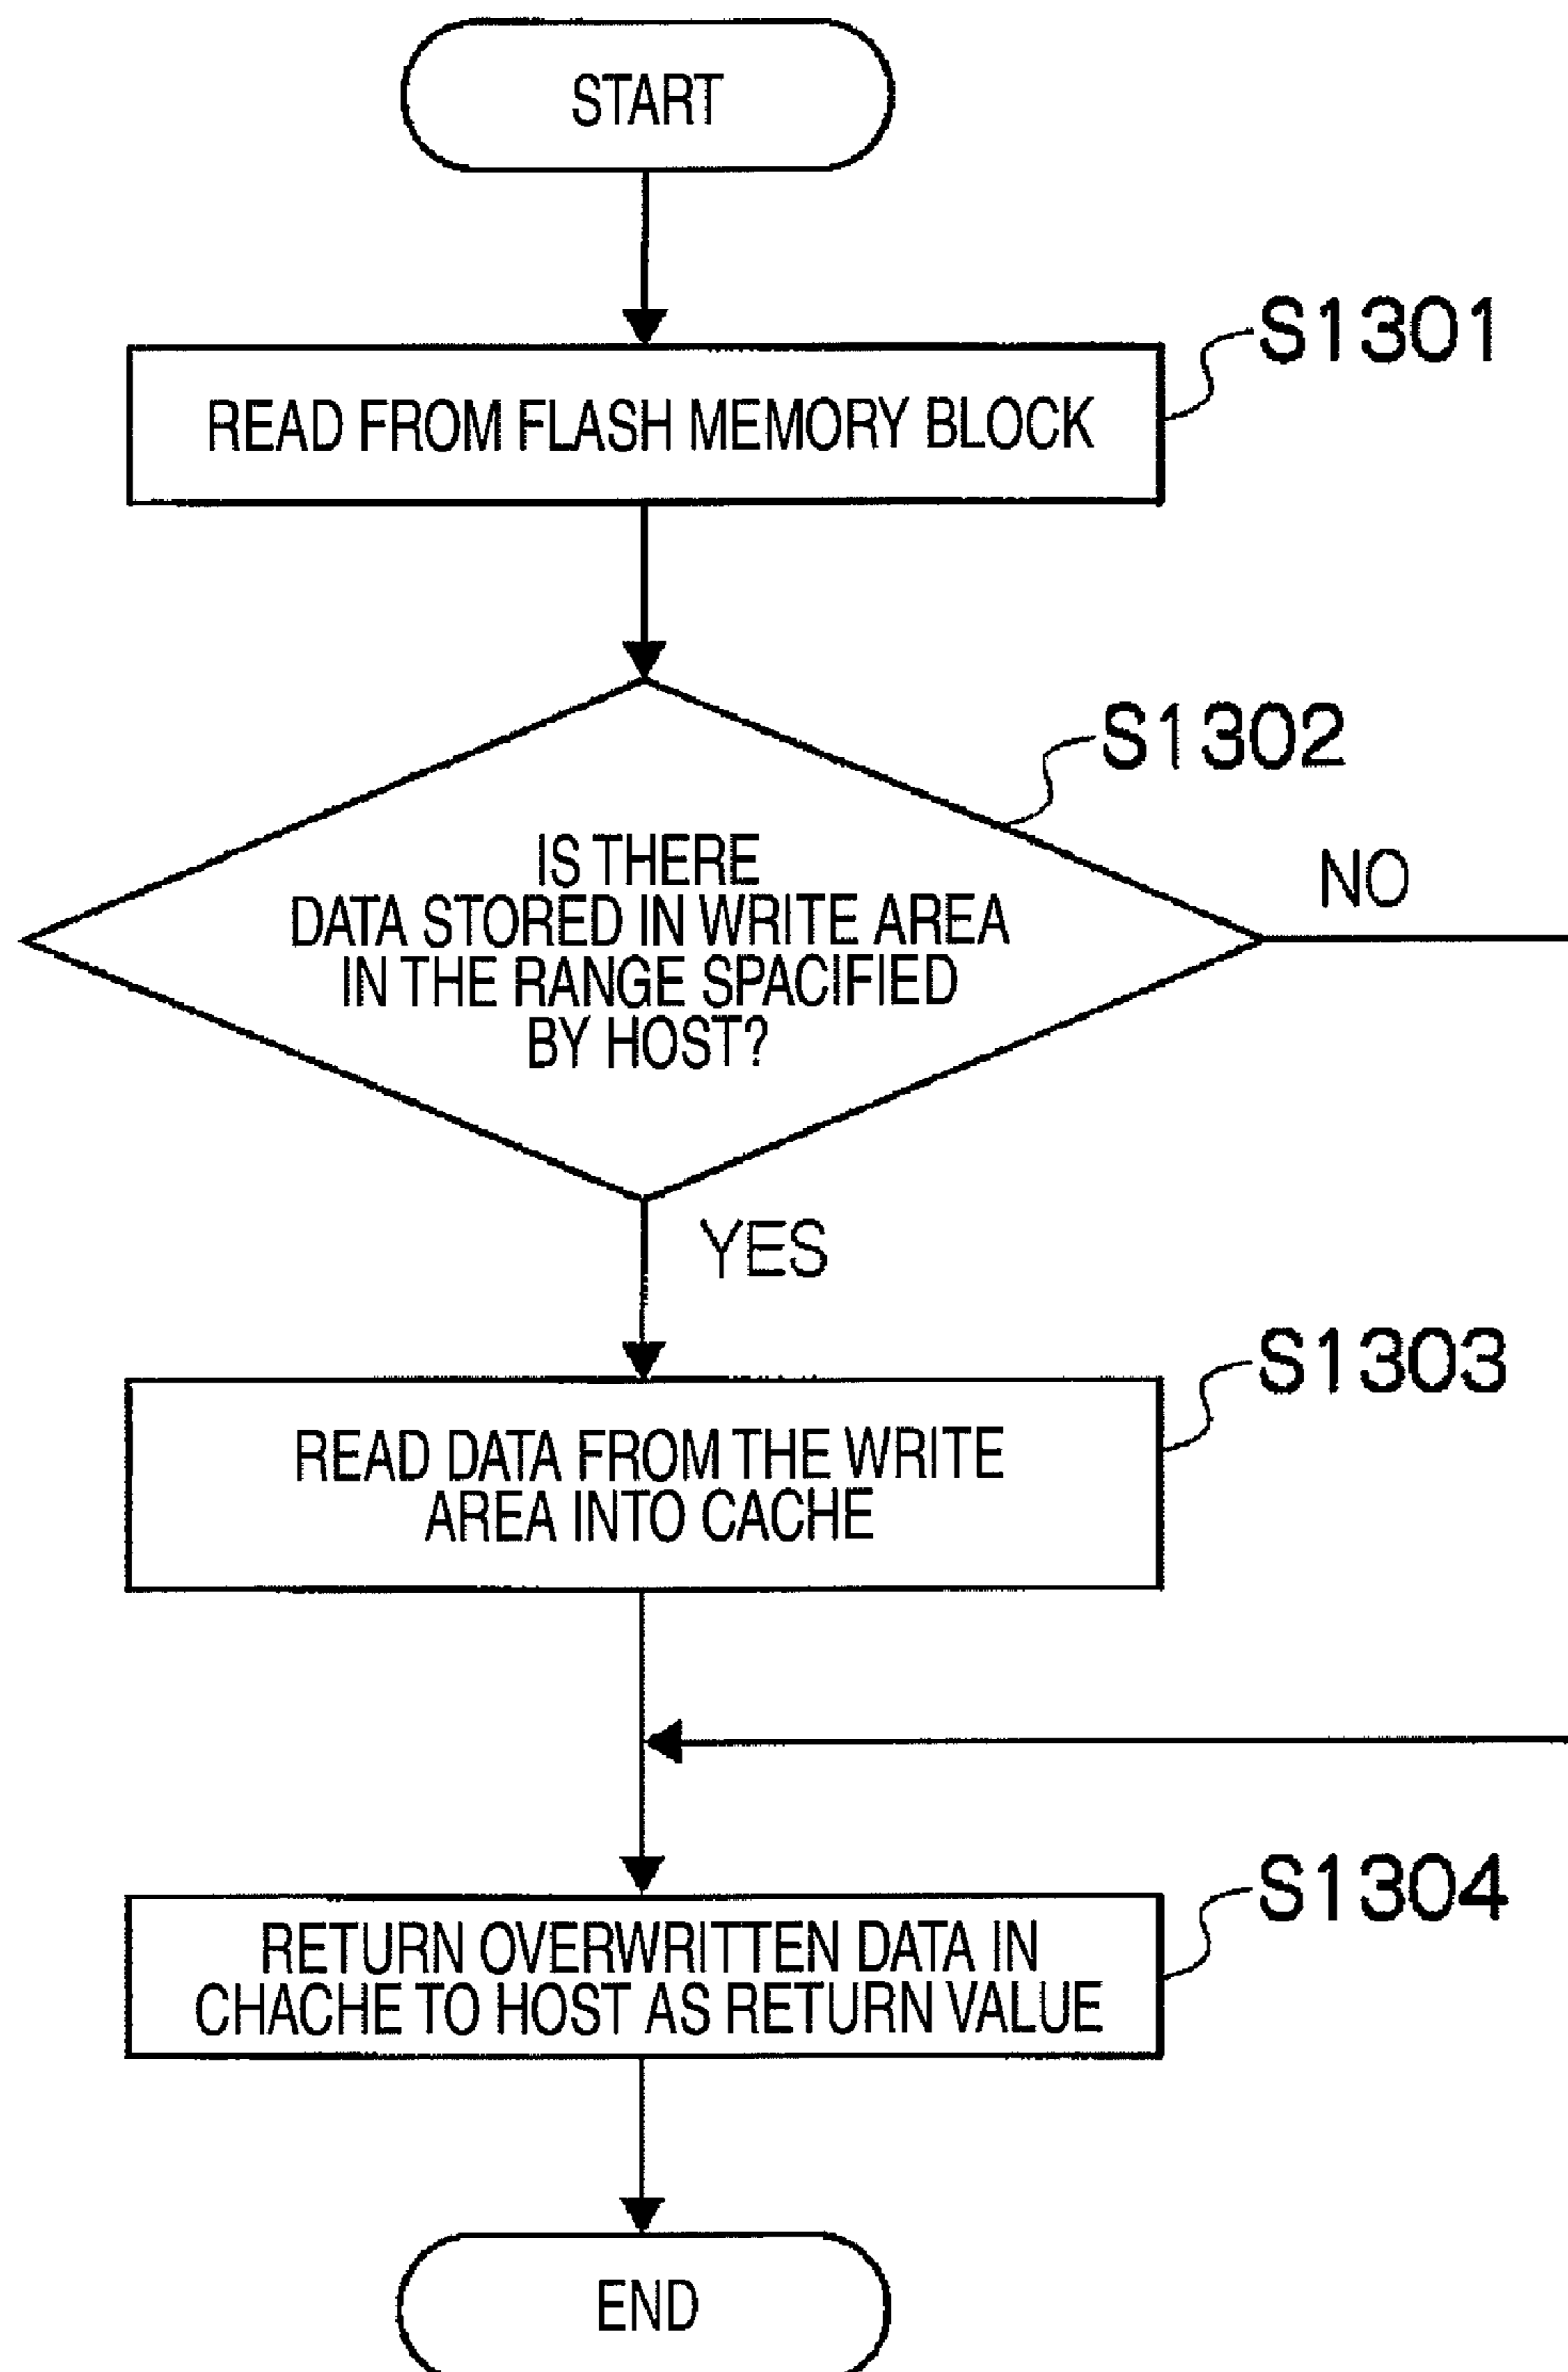 START
S1301
READ FROM FLASH MEMORY BLOCK
S1302
IS THERE
DATA STORED IN WRITE AREA
IN THE RANGE SPACIFIED
BY HOST?
NO
YES
S1303
READ DATA FROM THE WRITE
AREA INTO CACHE
S1304
RETURN OVERWRITTEN DATA IN
CHACHE TO HOST AS RETURN VALUE
END